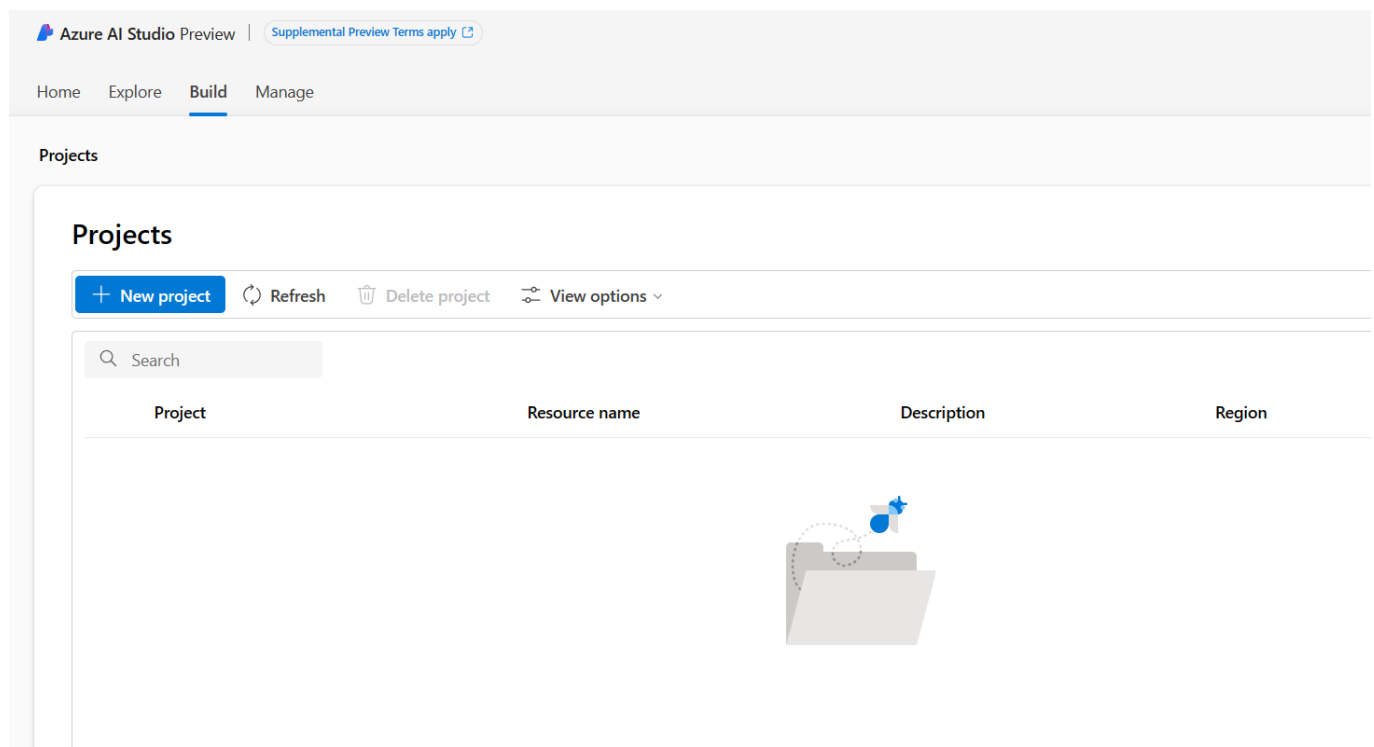 Azure AI Studio Preview | Supplemental Preview Terms apply
Home Explore Build Manage
Projects
Projects
New project Refresh Delete project View options
Search
Project Resource name Description Region